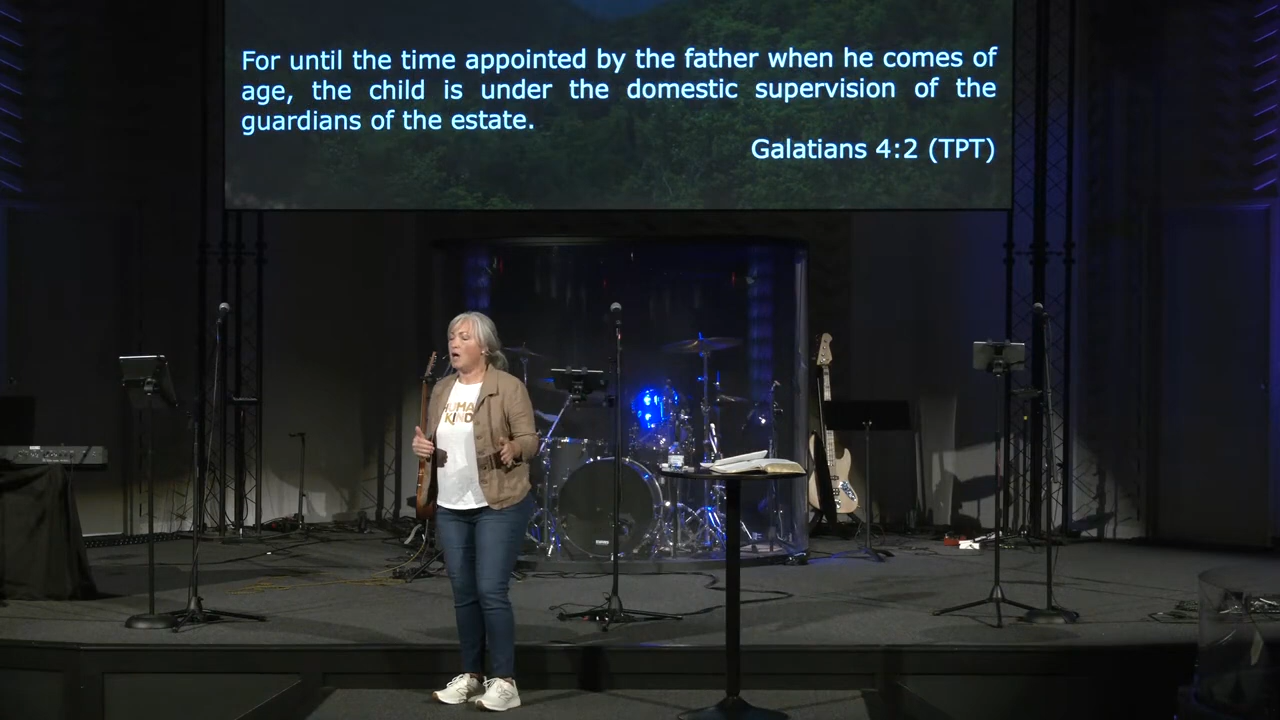 For until the time appointed by the father when he comes of
age, the child is under the domestic supervision of the
guardians of the estate.
Galatians 4:2 (TPT)
KIND